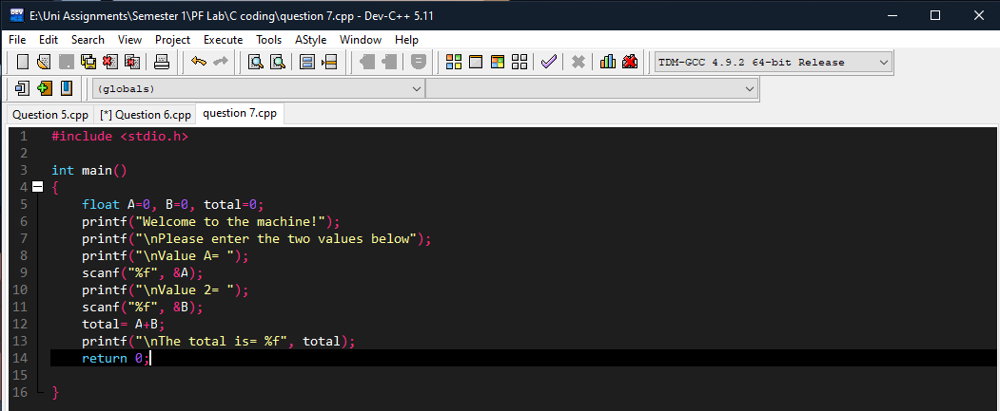 E:\Uni Assignments\Semester 1\PF Lab\C coding\question 7.cpp - Dev-C++ 5.11
File Edit Search View Project Execute Tools AStyle Window Help
TDM-GCC 4.9.2 64-bit Release
(globals)
Question 5.cpp [*] Question 6.cpp question 7.cpp
1 #include <stdio.h>
2
3 int main()
4 {
5 float A=0, B=0, total=0;
6 printf("Welcome to the machine!");
7 printf("\nPlease enter the two values below");
8 printf("\nValue A= ");
9 scanf("%f", &A);
10 printf("\nValue 2= ");
11 scanf("%f", &B);
12 total= A+B;
13 printf("\nThe total is= %f", total);
14 return 0;
15
16 }